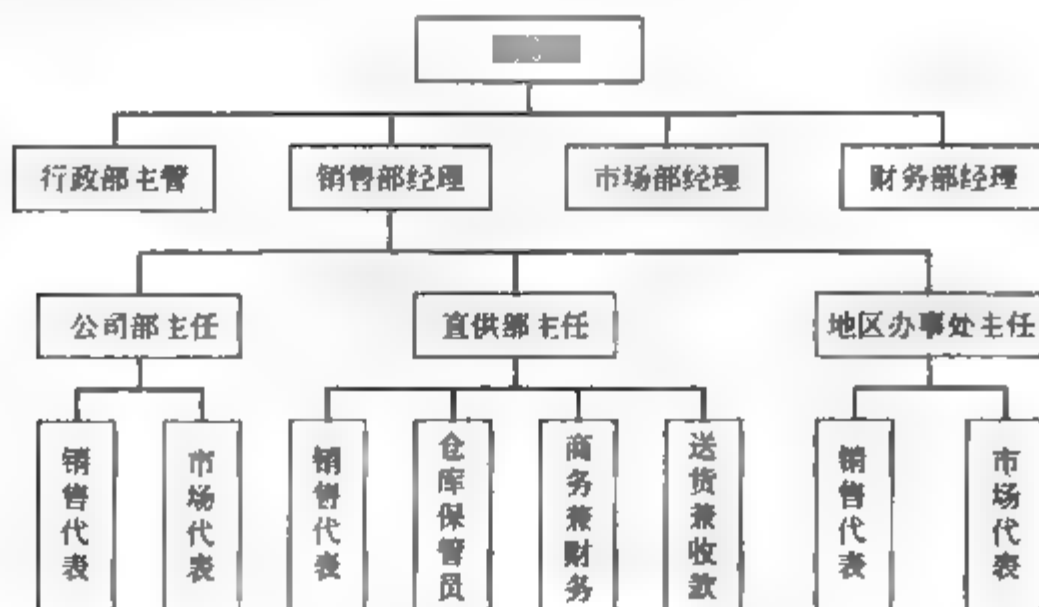 行政部主管
销售部经理
市场部经理
财务部经理
公司部主任
直供部主任
地区办事处主任
销售代表
市场代表
销售代表
仓库保管员
商务兼财务
送货兼收款
销售代表
市场代表